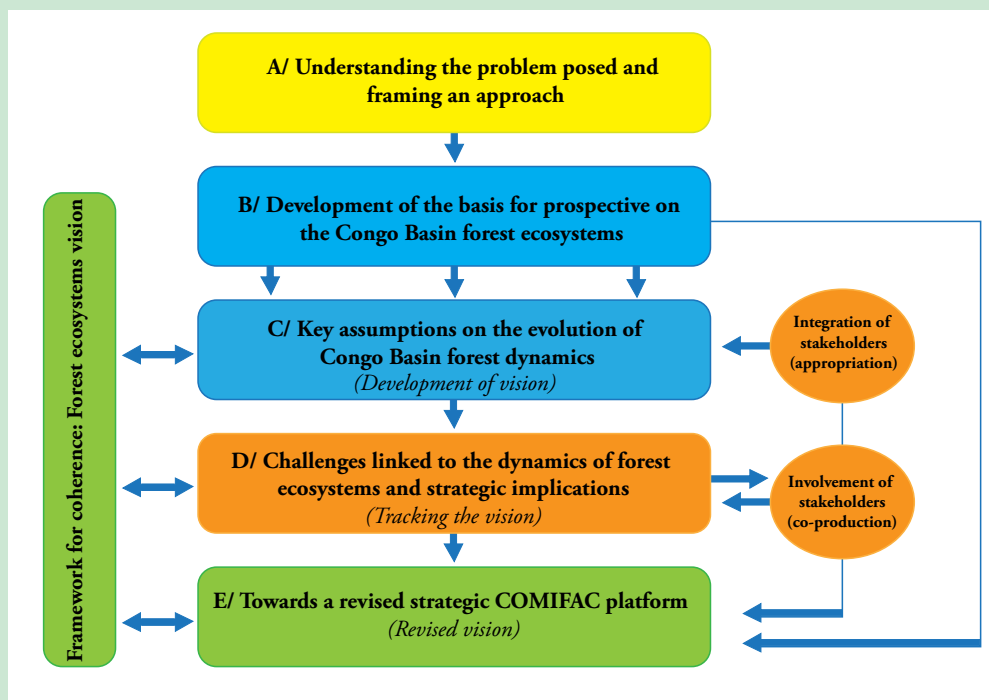 A/ Understanding the problem posed and
framing an approach
B/ Development of the basis for prospective on
the Congo Basin forest ecosystems
C/ Key assumptions on the evolution of
Congo Basin forest dynamics
(Development of vision)
D/ Challenges linked to the dynamics of forest
ecosystems and strategic implications
(Tracking the vision)
E/ Towards a revised strategic COMIFAC platform
(Revised vision)
Framework for coherence: Forest ecosystems vision
Integration of
stakeholders
(appropriation)
Involvement of
stakeholders
(co-production)